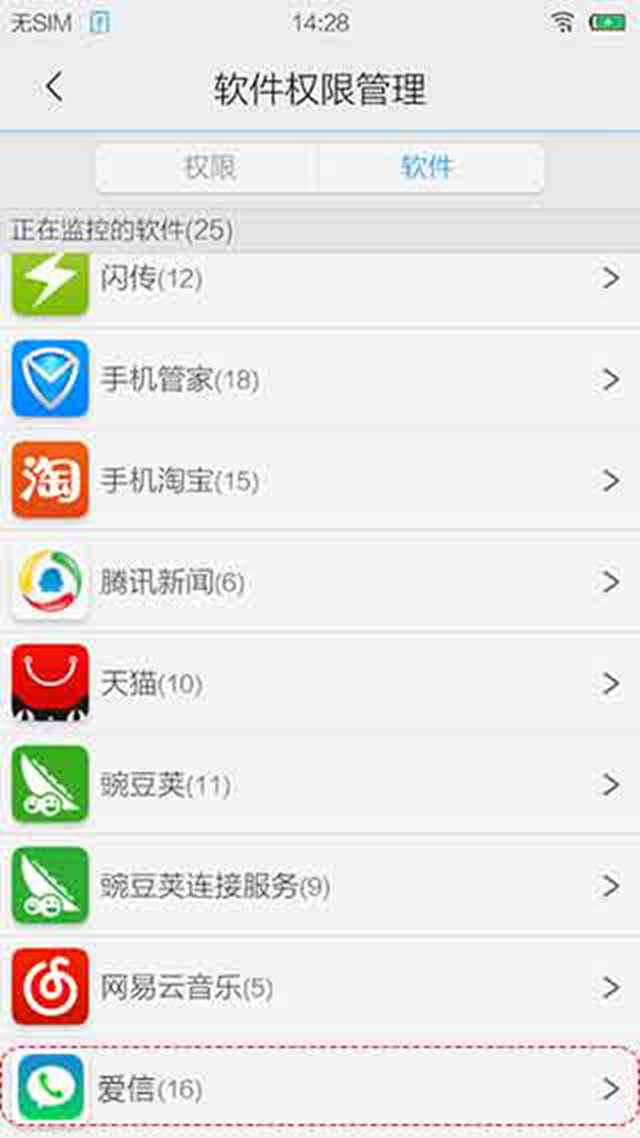 无SIM 14:28
软件权限管理
权限 软件
正在监控的软件(25)
闪传(12)
手机管家(18)
淘 手机淘宝(15)
腾讯新闻(6)
天猫(10)
豌豆荚(11)
豌豆荚连接服务(9)
网易云音乐(5)
爱信(16)